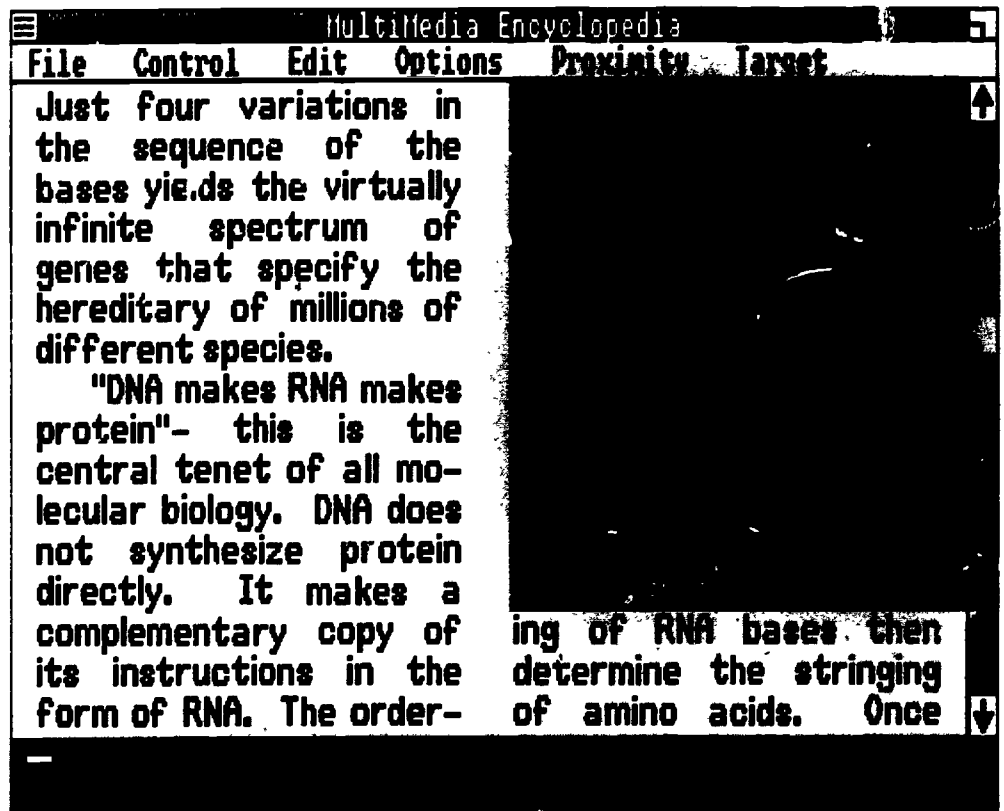 MultiMedia Encyclopedia
File Control Edit Options Proximity Target
Just four variations in
the sequence of the
bases yields the virtually
infinite spectrum of
genes that specify the
hereditary of millions of
different species.
"DNA makes RNA makes
protein"- this is the
central tenet of all mo-
lecular biology. DNA does
not synthesize protein
directly. It makes a
complementary copy of
its instructions in the
form of RNA. The order-
ing of RNA bases then
determine the stringing
of amino acids. Once